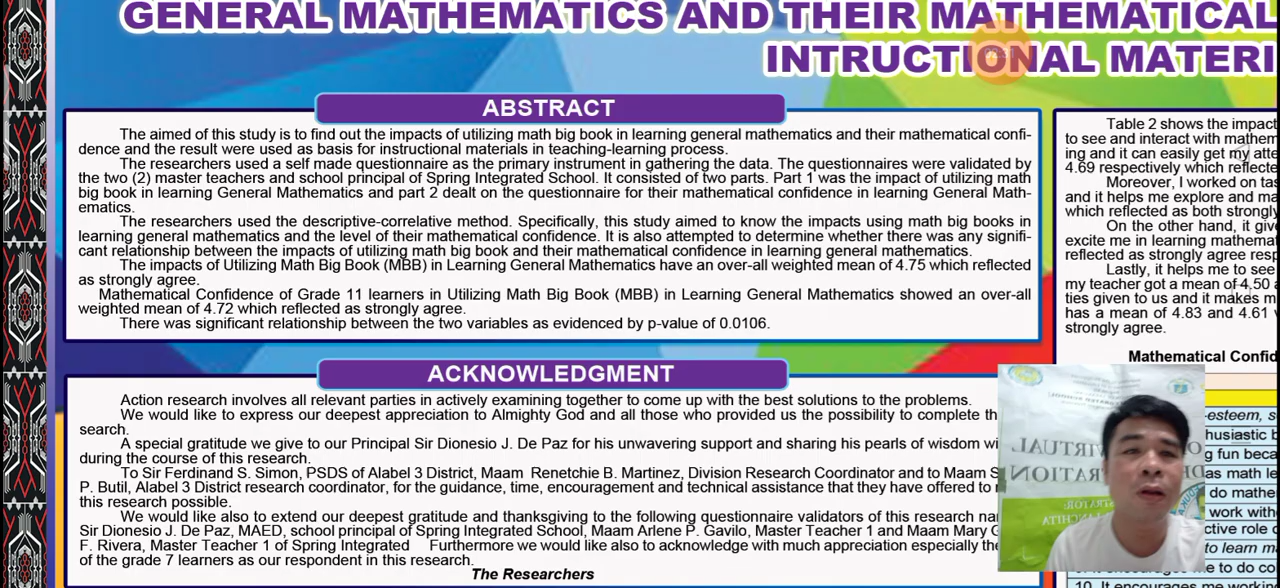 GENERAL MATHEMATICS AND THEIR MATHEMATICAL
INTRUCTIONAL MATERI
ABSTRACT
The aimed of this study is to find out the impacts of utilizing math big book in learning general mathematics and their mathematical confi-
dence and the result were used as basis for instructional materials in teaching-learning process.
The researchers used a self made questionnaire as the primary instrument in gathering the data. The questionnaires were validated by
the two (2) master teachers and school principal of Spring Integrated School. It consisted of two parts. Part 1 was the impact of utilizing math
big book in learning General Mathematics and part 2 dealt on the questionnaire for their mathematical confidence in learning General Math-
ematics.
The researchers used the descriptive-correlative method. Specifically, this study aimed to know the impacts using math big books in
learning general mathematics and the level of their mathematical confidence. It is also attempted to determine whether there was any signifi-
cant relationship between the impacts of utilizing math big book and their mathematical confidence in learning general mathematics.
The impacts of Utilizing Math Big Book (MBB) in Learning General Mathematics have an over-all weighted mean of 4.75 which reflected
as strongly agree.
Mathematical Confidence of Grade 11 learners in Utilizing Math Big Book (MBB) in Learning General Mathematics showed an over-all
weighted mean of 4.72 which reflected as strongly agree.
There was significant relationship between the two variables as evidenced by p-value of 0.0106.
ACKNOWLEDGMENT
Action research involves all relevant parties in actively examining together to come up with the best solutions to the problems.
We would like to express our deepest appreciation to Almighty God and all those who provided us the possibility to complete th
search.
A special gratitude we give to our Principal Sir Dionesio J. De Paz for his unwavering support and sharing his pearls of wisdom wi
during the course of this research.
To Sir Ferdinand S. Simon, PSDS of Alabel 3 District, Maam Renetchie B. Martinez, Division Research Coordinator and to Maam S
P. Butil, Alabel 3 District research coordinator, for the guidance, time, encouragement and technical assistance that they have offered to
this research possible.
We would like also to extend our deepest gratitude and thanksgiving to the following questionnaire validators of this research na
Sir Dionesio J. De Paz, MAED, school principal of Spring Integrated School, Maam Arlene P. Gavilo, Master Teacher 1 and Maam Mary
F. Rivera, Master Teacher 1 of Spring Integrated Furthermore we would like also to acknowledge with much appreciation especially the
of the grade 7 learners as our respondent in this research.
The Researchers
Table 2 shows the impact
to see and interact with mathem
ing and it can easily get my atte
4.69 respectively which reflecte
Moreover, I worked on tas
and it helps me explore and ma
which reflected as both strongly
On the other hand, it give
excite me in learning mathemat
reflected as strongly agree resp
Lastly, it helps me to see
my teacher got a mean of 4.50 a
ties given to us and it makes m
has a mean of 4.83 and 4.61
strongly agree.
Mathematical Confid
-esteem, s
husiastic b
g fun beca
as math le
do mathe
work witho
ctive role
to learn m
me to do co
10. It encourages me working